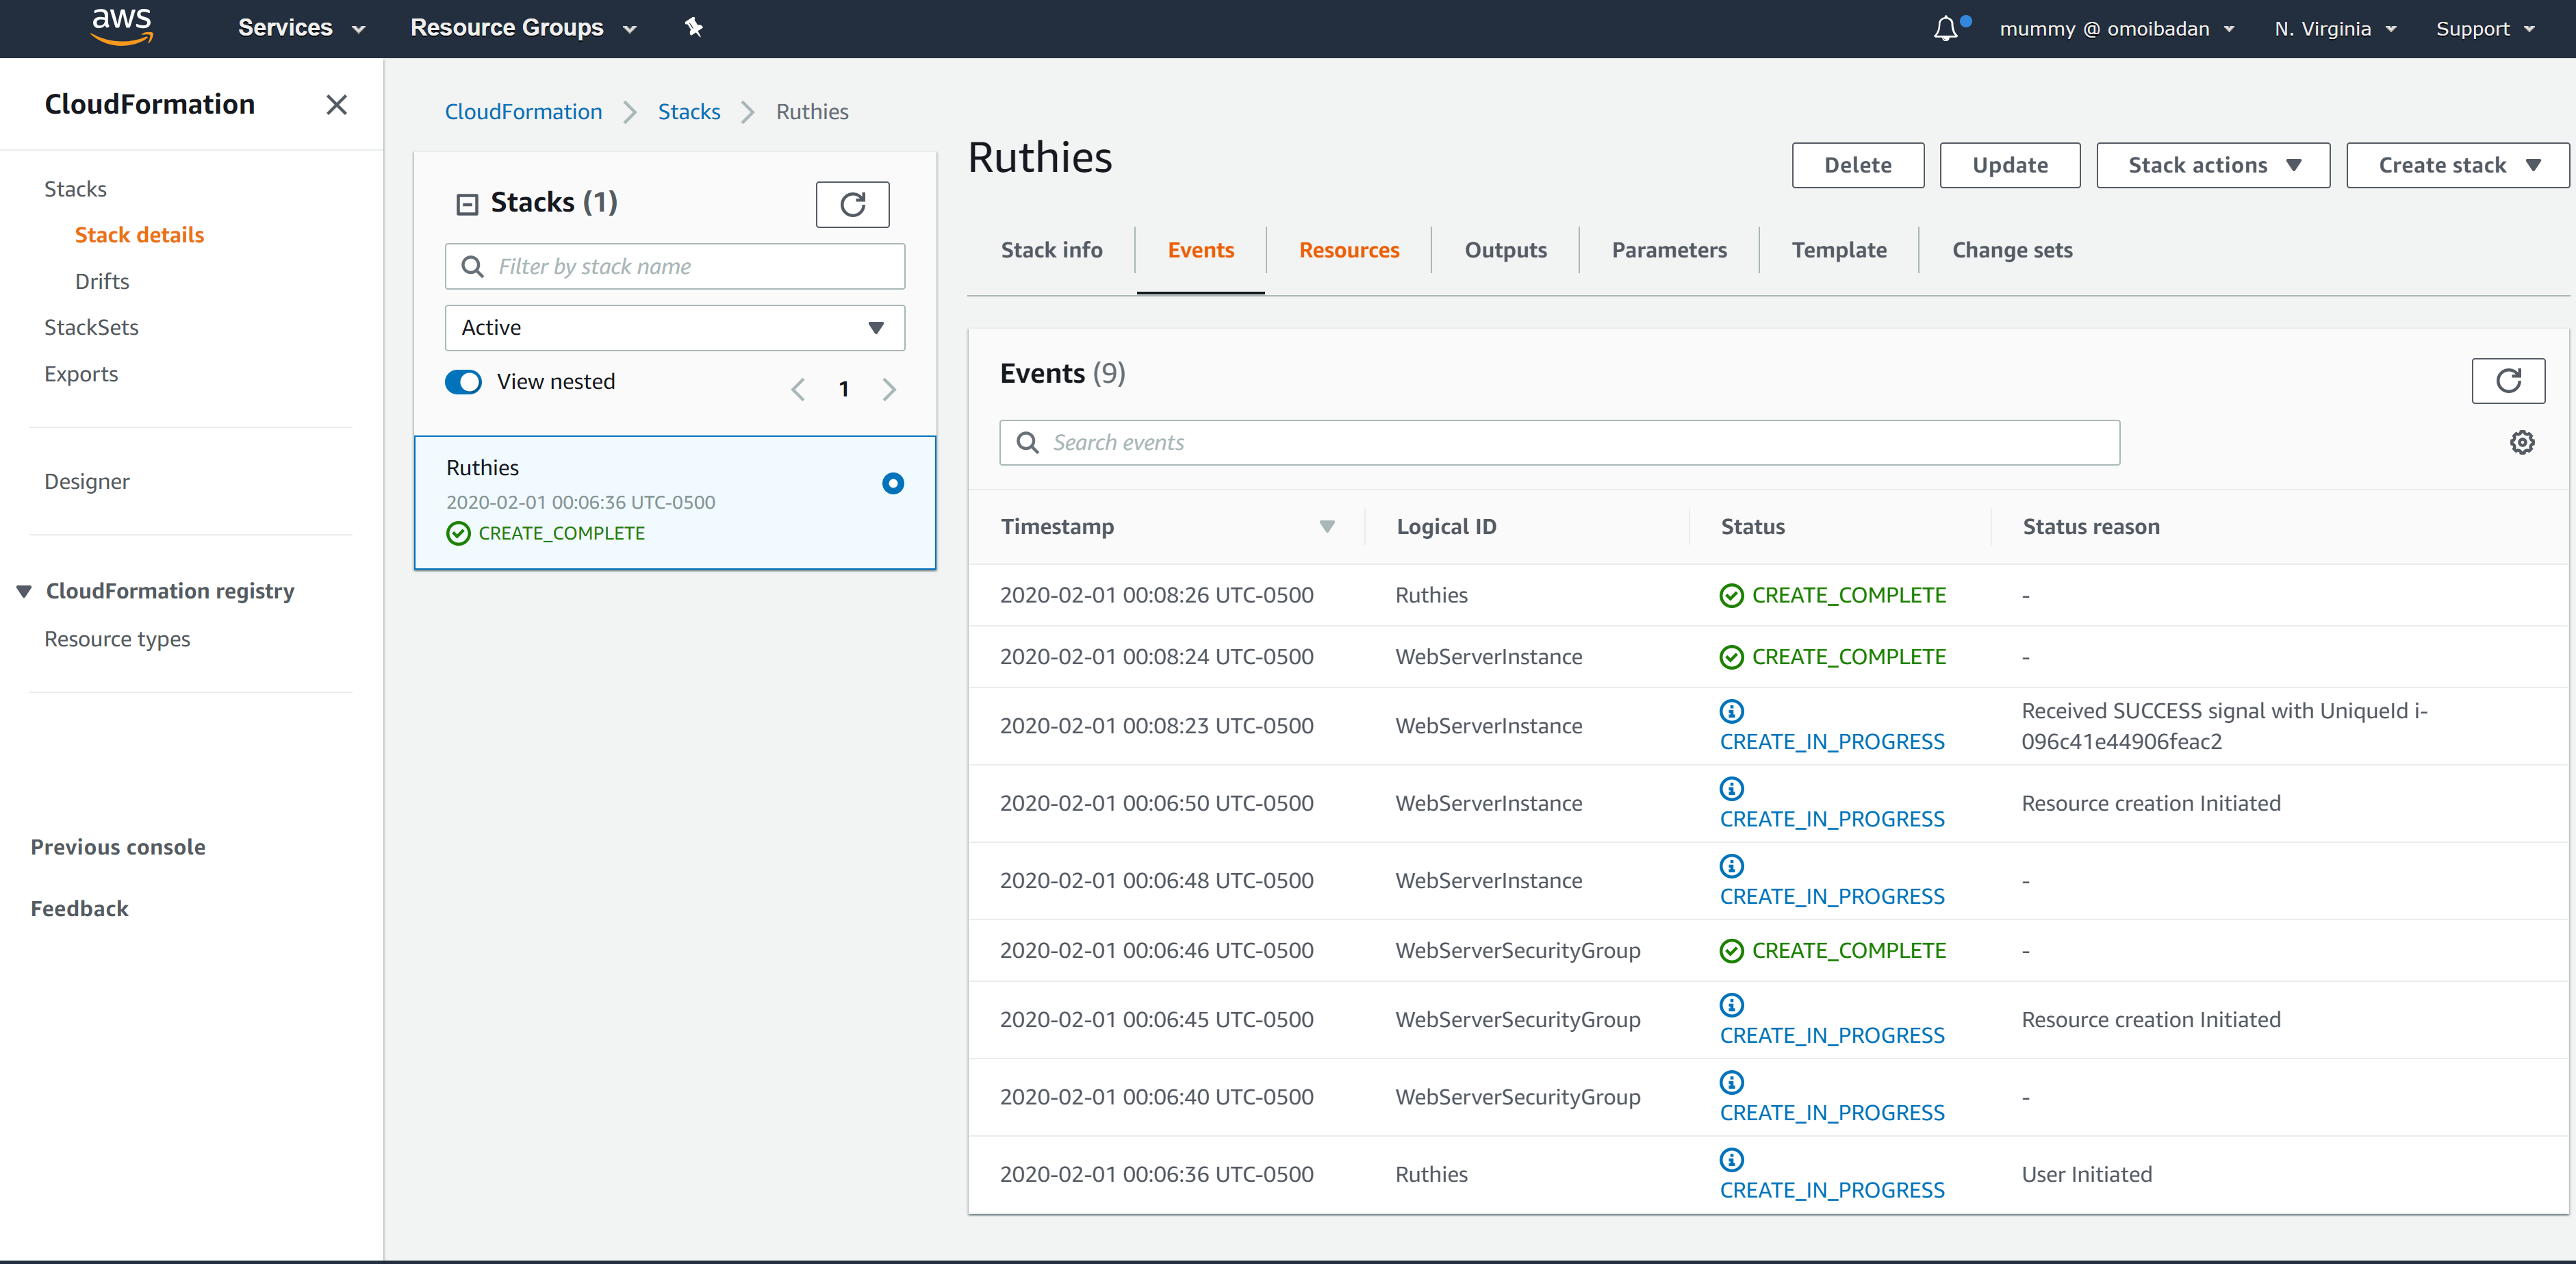 aws
Services
Resource Groups
mummy @ omoibadan
N. Virginia
Support
CloudFormation
Stacks
Stack details
Drifts
StackSets
Exports
Designer
CloudFormation registry
Resource types
Previous console
Feedback
CloudFormation
Stacks
Ruthies
Stacks (1)
Filter by stack name
Active
View nested
1
Ruthies
2020-02-01 00:06:36 UTC-0500
CREATE_COMPLETE
Ruthies
Delete
Update
Stack actions
Create stack
Stack info
Events
Resources
Outputs
Parameters
Template
Change sets
Events (9)
Search events
Timestamp Logical ID Status Status reason
2020-02-01 00:08:26 UTC-0500 Ruthies CREATE_COMPLETE -
2020-02-01 00:08:24 UTC-0500 WebServerInstance CREATE_COMPLETE -
2020-02-01 00:08:23 UTC-0500 WebServerInstance CREATE_IN_PROGRESS Received SUCCESS signal with UniqueId i-
096c41e44906feac2
2020-02-01 00:06:50 UTC-0500 WebServerInstance CREATE_IN_PROGRESS Resource creation Initiated
2020-02-01 00:06:48 UTC-0500 WebServerInstance CREATE_IN_PROGRESS -
2020-02-01 00:06:46 UTC-0500 WebServerSecurityGroup CREATE_COMPLETE -
2020-02-01 00:06:45 UTC-0500 WebServerSecurityGroup CREATE_IN_PROGRESS Resource creation Initiated
2020-02-01 00:06:40 UTC-0500 WebServerSecurityGroup CREATE_IN_PROGRESS -
2020-02-01 00:06:36 UTC-0500 Ruthies CREATE_IN_PROGRESS User Initiated